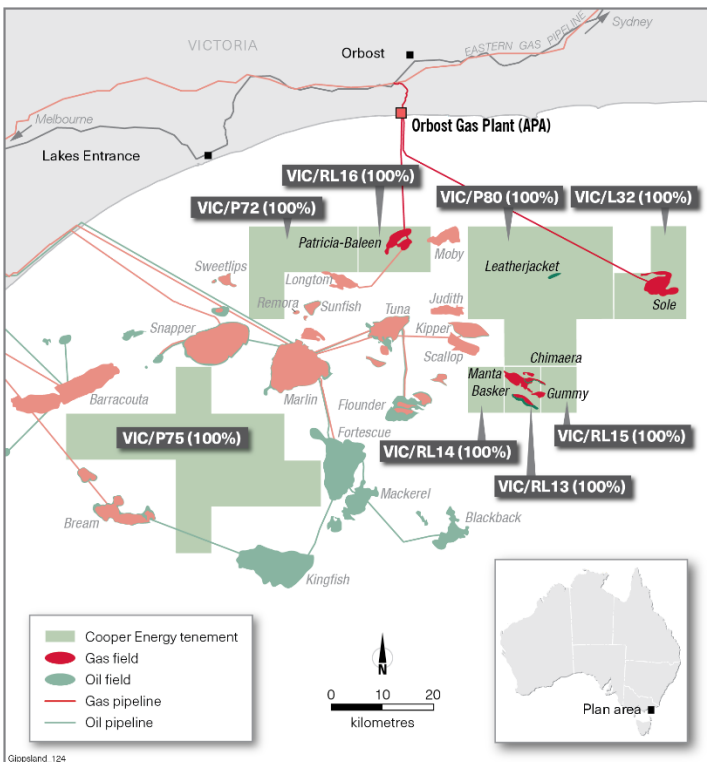 Sydney
EASTERN GAS PIPELINE
VICTORIA
Orbost
Melbourne
Orbost Gas Plant (APA)
Lakes Entrance
VIC/RL16 (100%)
VIC/P72 (100%)
VIC/P80 (100%)
VIC/L32 (100%)
Patricia-Baleen
Moby
Leatherjacket
Sweetlips
Longtom
Sole
Remora
Sunfish
Tuna
Judith
Snapper
Kipper
Scallop
Chimaera
Manta
Marlin
Barracouta
Basker
Gummy
Flounder
VIC/P75 (100%)
Fortescue
VIC/RL14 (100%)
VIC/RL15 (100%)
VIC/RL13 (100%)
Mackerel
Bream
Blackback
Kingfish
Cooper Energy tenement
Gas field
Oil field
Gas pipeline
Oil pipeline
N
0 10 20
kilometres
Plan area
Gippsland 124